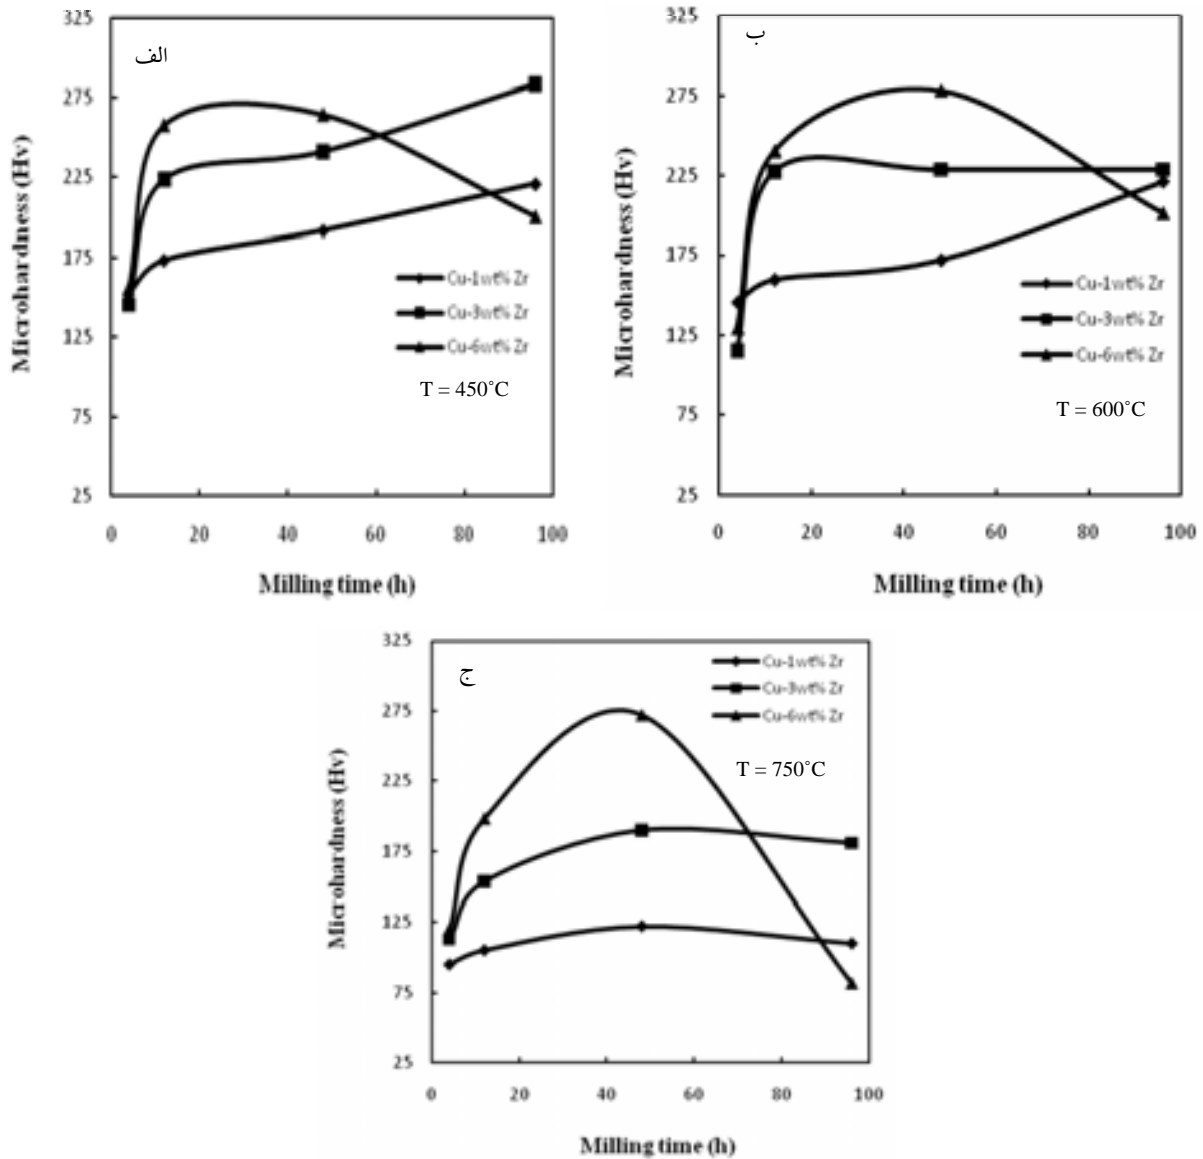 الف
325
275
225
175
125
75
25
Microhardness (Hv)
Cu-1wt% Zr
Cu-3wt% Zr
Cu-6wt% Zr
T = 450˚C
0 20 40 60 80 100
Milling time (h)
ب
325
275
225
175
125
75
25
Microhardness (Hv)
Cu-1wt% Zr
Cu-3wt% Zr
Cu-6wt% Zr
T = 600˚C
0 20 40 60 80 100
Milling time (h)
ج
325
275
225
175
125
75
25
Microhardness (Hv)
Cu-1wt% Zr
Cu-3wt% Zr
Cu-6wt% Zr
T = 750˚C
0 20 40 60 80 100
Milling time (h)